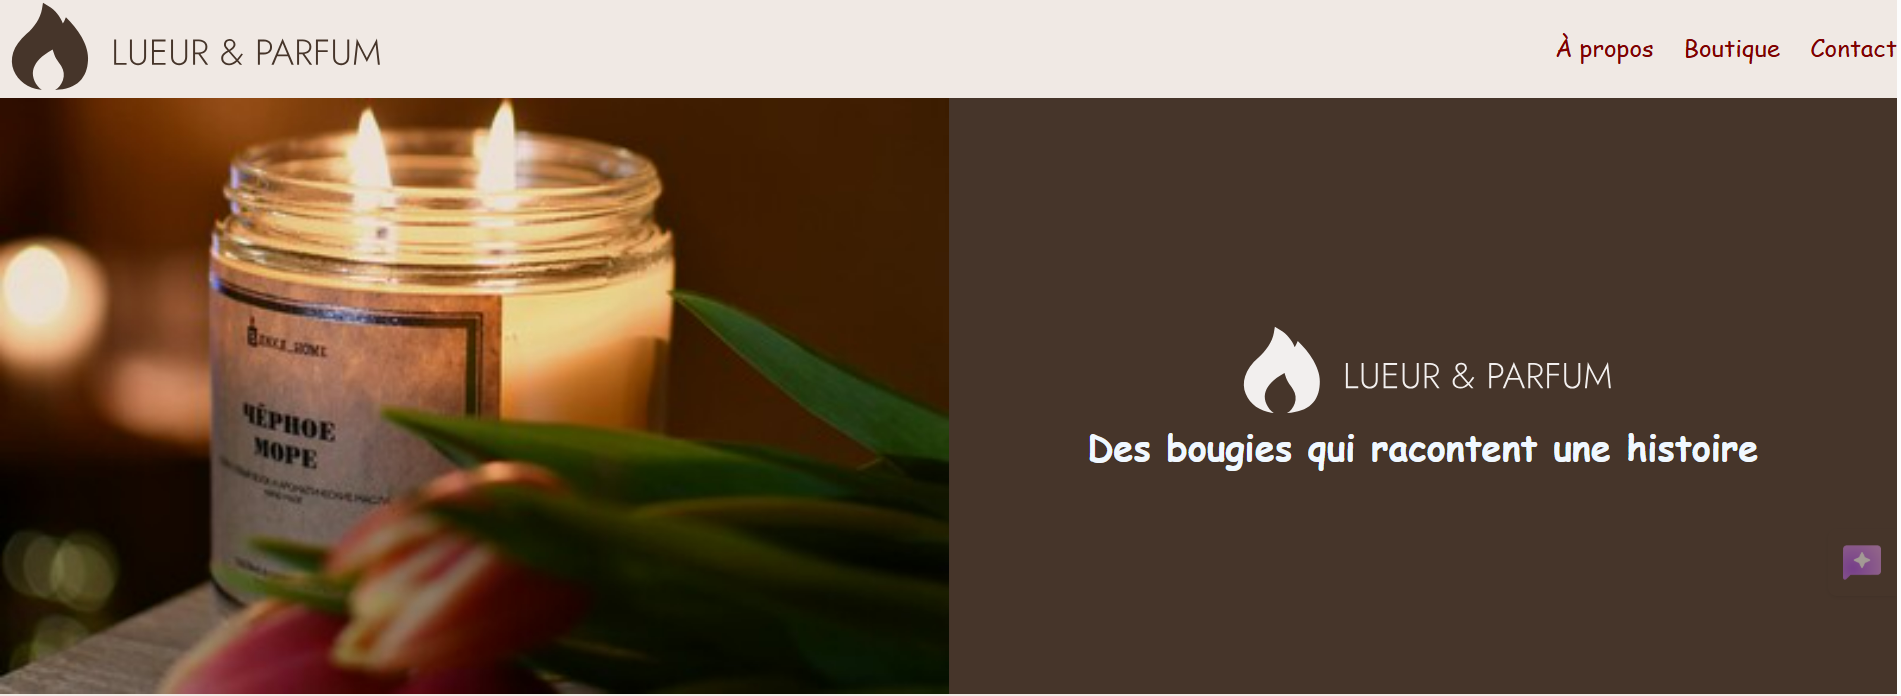 LUEUR & PARFUM
À propos Boutique Contact
ЧЁРНОЕ
МОРЕ
LUEUR & PARFUM
Des bougies qui racontent une histoire